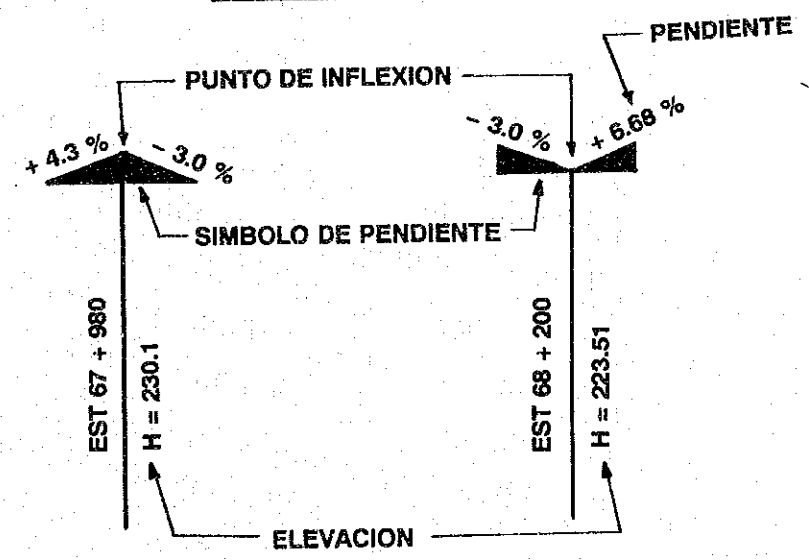 PENDIENTE
PUNTO DE INFLEXION
+ 4.3 %
- 3.0 %
- 3.0 %
+ 6.68 %
SIMBOLO DE PENDIENTE
EST 67 + 980
H = 230.1
EST 68 + 200
H = 223.51
ELEVACION